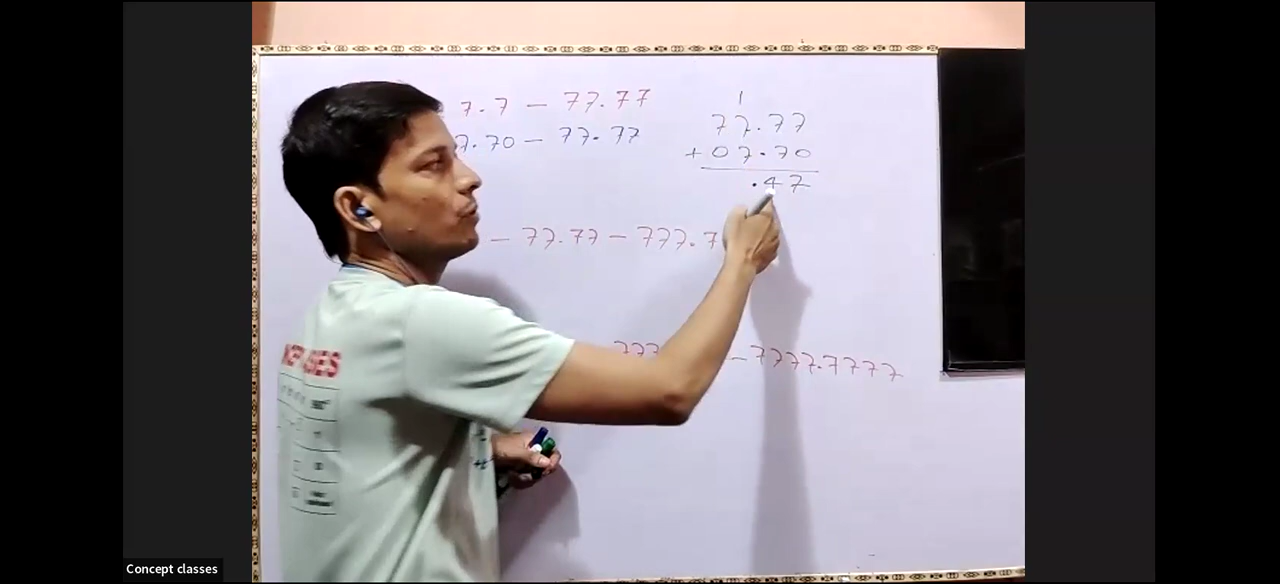 7.7 - 77.77
7.70 - 77.77
1
77.77
+ 07.70
.47
- 77.77 - 777.7
777
- 7777.7777
Concept classes